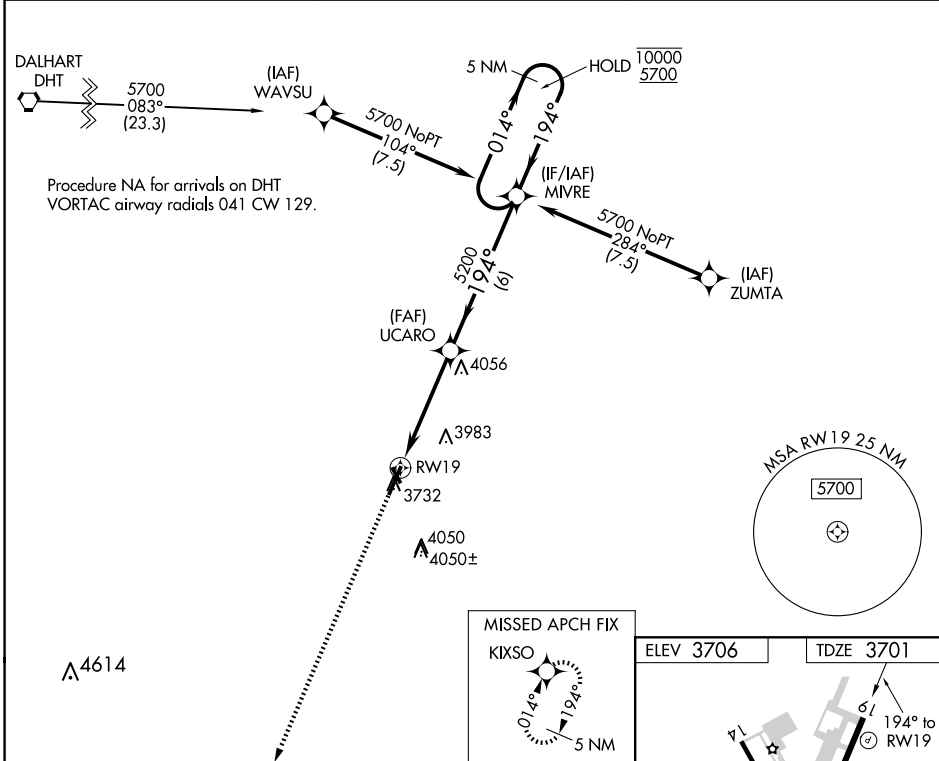 DALHART
DHT
5700
083°
(23.3)
(IAF)
WAVSU
5700 NoPT
104°
(7.5)
5 NM
HOLD
10000
5700
014°
194°
(IF/IAF)
MIVRE
5700 NoPT
284°
(7.5)
(IAF)
ZUMTA
Procedure NA for arrivals on DHT
VORTAC airway radials 041 CW 129.
5200
194°
(6)
(FAF)
UCARO
4056
3983
RW19
3732
4050
4050±
4614
MSA RW19 25 NM
5700
MISSED APCH FIX
KIXSO
014°
194°
5 NM
ELEV 3706
TDZE 3701
14
19
194° to
RW19